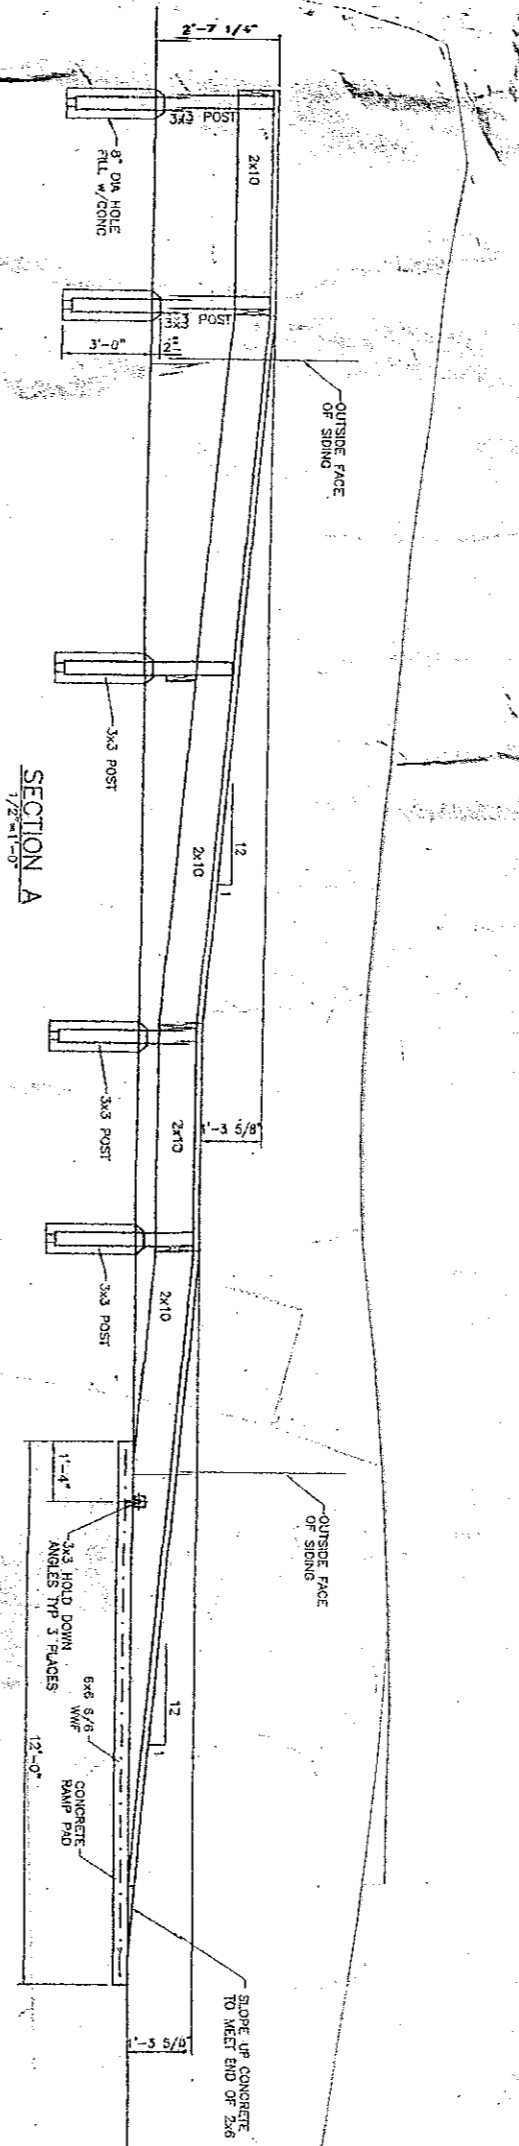 2'-7 1/4"
3x3 POST
2x10
8" DIA HOLE
FILL W/CONC
3x3 POST
3'-0"
2"
OUTSIDE FACE
OF SIDING
3x3 POST
12
1
2x10
SECTION A
1/2"=1'-0"
3x3 POST
2x10
1'-3 5/8"
3x3 POST
2x10
OUTSIDE FACE
OF SIDING
1'-4"
3x3 HOLD DOWN
ANGLES TYP 3 PLACES
12
1
6x6 6/6
WWF
CONCRETE
RAMP PAD
12'-0"
SLOPE UP CONCRETE
TO MEET END OF 2x6
1'-3 5/8"